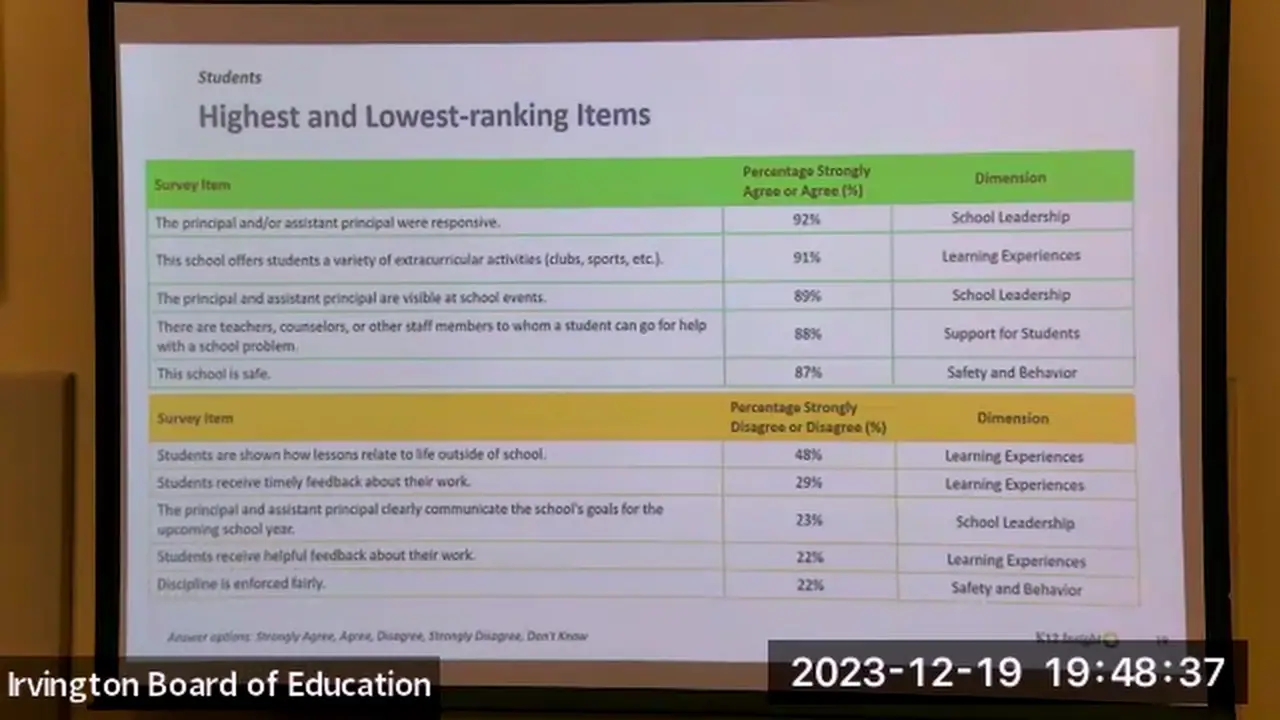 Students
Highest and Lowest-ranking Items
Survey Item
Percentage Strongly
Agree or Agree (%)
Dimension
The principal and/or assistant principal were responsive.
92%
School Leadership
This school offers students a variety of extracurricular activities (clubs, sports, etc.).
91%
Learning Experiences
The principal and assistant principal are visible at school events.
89%
School Leadership
There are teachers, counselors, or other staff members to whom a student can go for help
with a school problem.
88%
Support for Students
This school is safe.
87%
Safety and Behavior
Survey Item
Percentage Strongly
Disagree or Disagree (%)
Dimension
Students are shown how lessons relate to life outside of school.
48%
Learning Experiences
Students receive timely feedback about their work.
29%
Learning Experiences
The principal and assistant principal clearly communicate the school's goals for the
upcoming school year.
23%
School Leadership
Students receive helpful feedback about their work.
22%
Learning Experiences
Discipline is enforced fairly.
22%
Safety and Behavior
Answer options: Strongly Agree, Agree, Disagree, Strongly Disagree, Don't Know
K12 Insight
Irvington Board of Education
2023-12-19 19:48:37